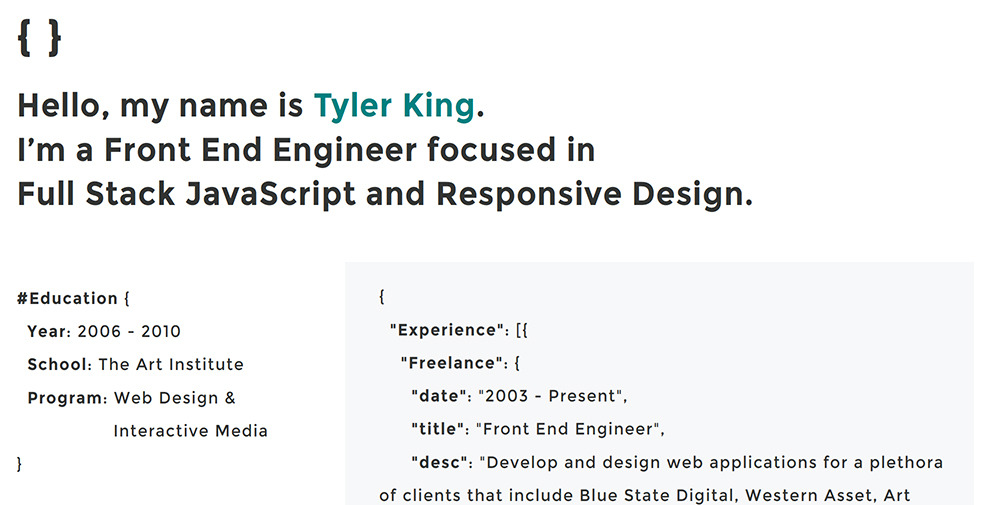 { }
Hello, my name is Tyler King.
I’m a Front End Engineer focused in
Full Stack JavaScript and Responsive Design.
#Education {
Year: 2006 - 2010
School: The Art Institute
Program: Web Design &
Interactive Media
}
{
"Experience": [{
"Freelance": {
"date": "2003 - Present",
"title": "Front End Engineer",
"desc": "Develop and design web applications for a plethora
of clients that include Blue State Digital, Western Asset, Art